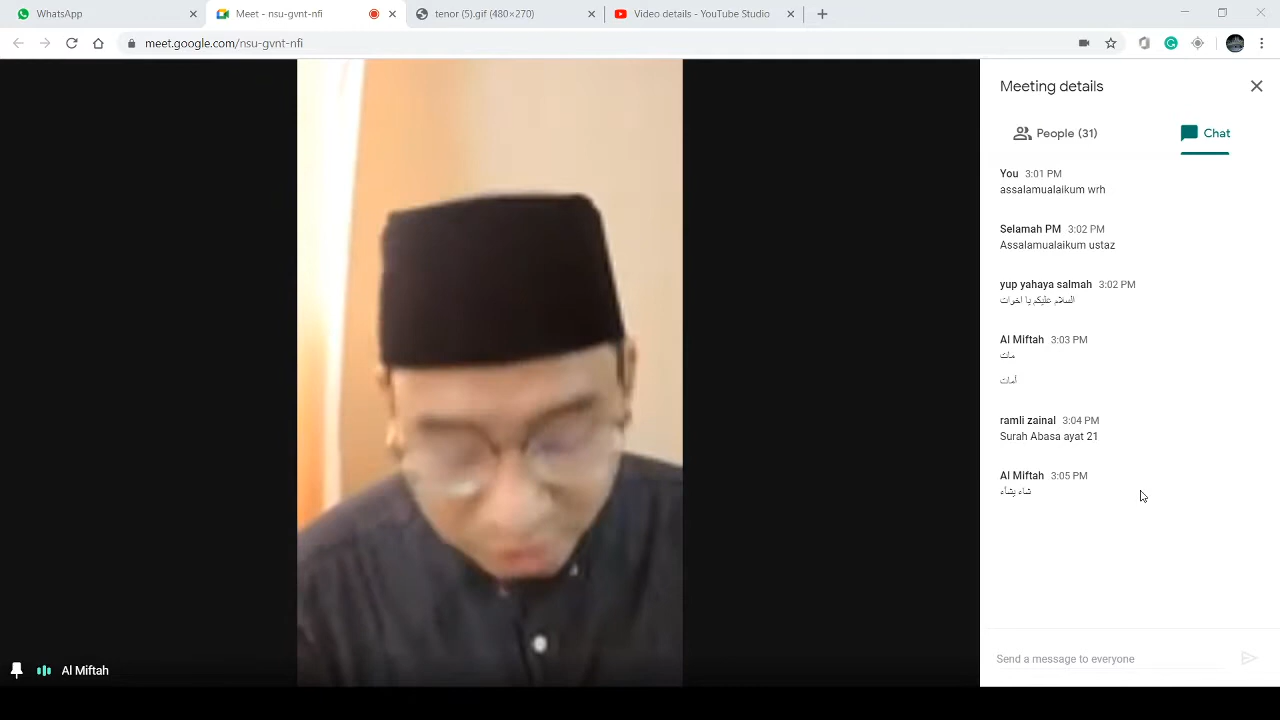 WhatsApp
Meet - nsu-gvnt-nfi
tenor (5).gif (480×270)
Video details - YouTube Studio
meet.google.com/nsu-gvnt-nfi
Meeting details
People (31)
Chat
You 3:01 PM
assalamualaikum wrh
Selamah PM 3:02 PM
Assalamualaikum ustaz
yup yahaya salmah 3:02 PM
السلام عليكم يا اخوات
Al Miftah 3:03 PM
مات
أمات
ramli zainal 3:04 PM
Surah Abasa ayat 21
Al Miftah 3:05 PM
شاء يشاء
Send a message to everyone
Al Miftah